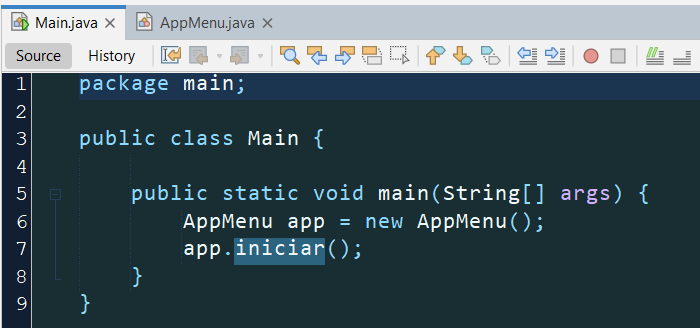 Main.java AppMenu.java
Source History
1 package main;
2
3 public class Main {
4
5 public static void main(String[] args) {
6 AppMenu app = new AppMenu();
7 app.iniciar();
8 }
9 }